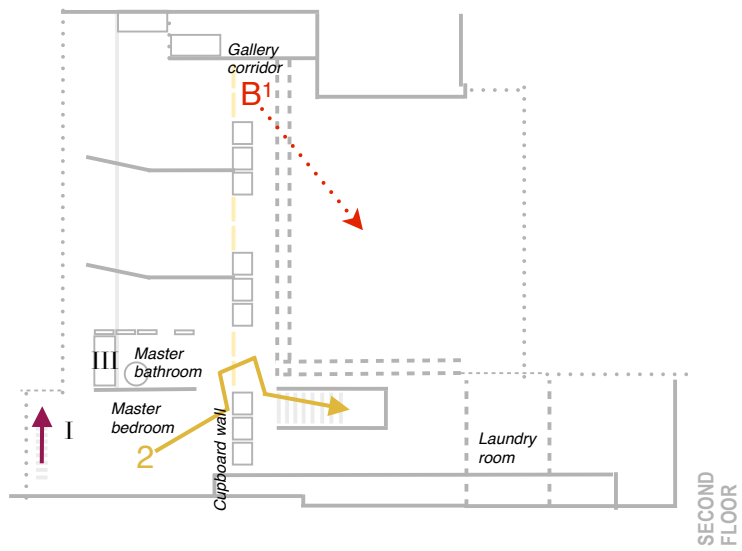 Gallery
corridor
B¹
III
Master
bathroom
Master
bedroom
I
2
Cupboard wall
Laundry
room
SECOND
FLOOR